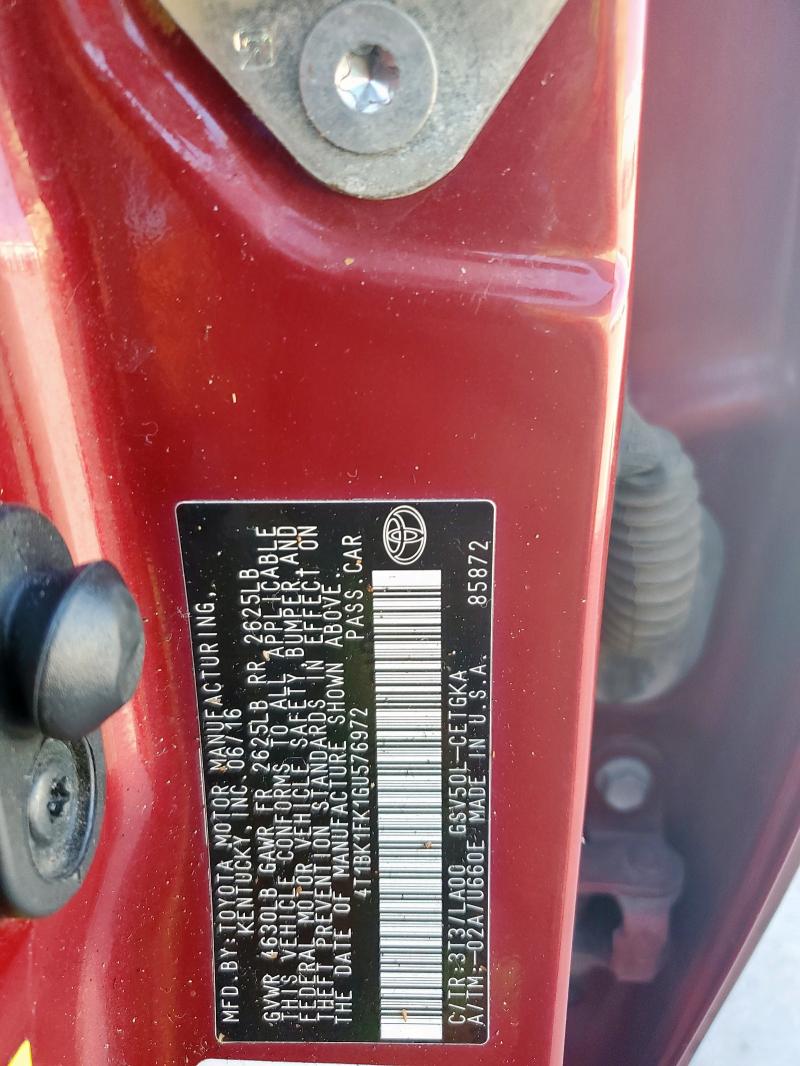 MFD. BY: TOYOTA MOTOR MANUFACTURING,
KENTUCKY, INC 06/16
GVWR 4630LB GAWR FR 2625LB RR 2625LB
THIS VEHICLE CONFORMS TO ALL APPLICABLE
FEDERAL MOTOR VEHICLE SAFETY, BUMPER AND
THEFT PREVENTION STANDARDS IN EFFECT ON
THE DATE OF MANUFACTURE SHOWN ABOVE.
4T1BK1FK1GU576972 PASS CAR
C/TR:3T3/LA00 GSV50L-CETGKA 85872
A/TM:-02A/U660E MADE IN U.S.A.